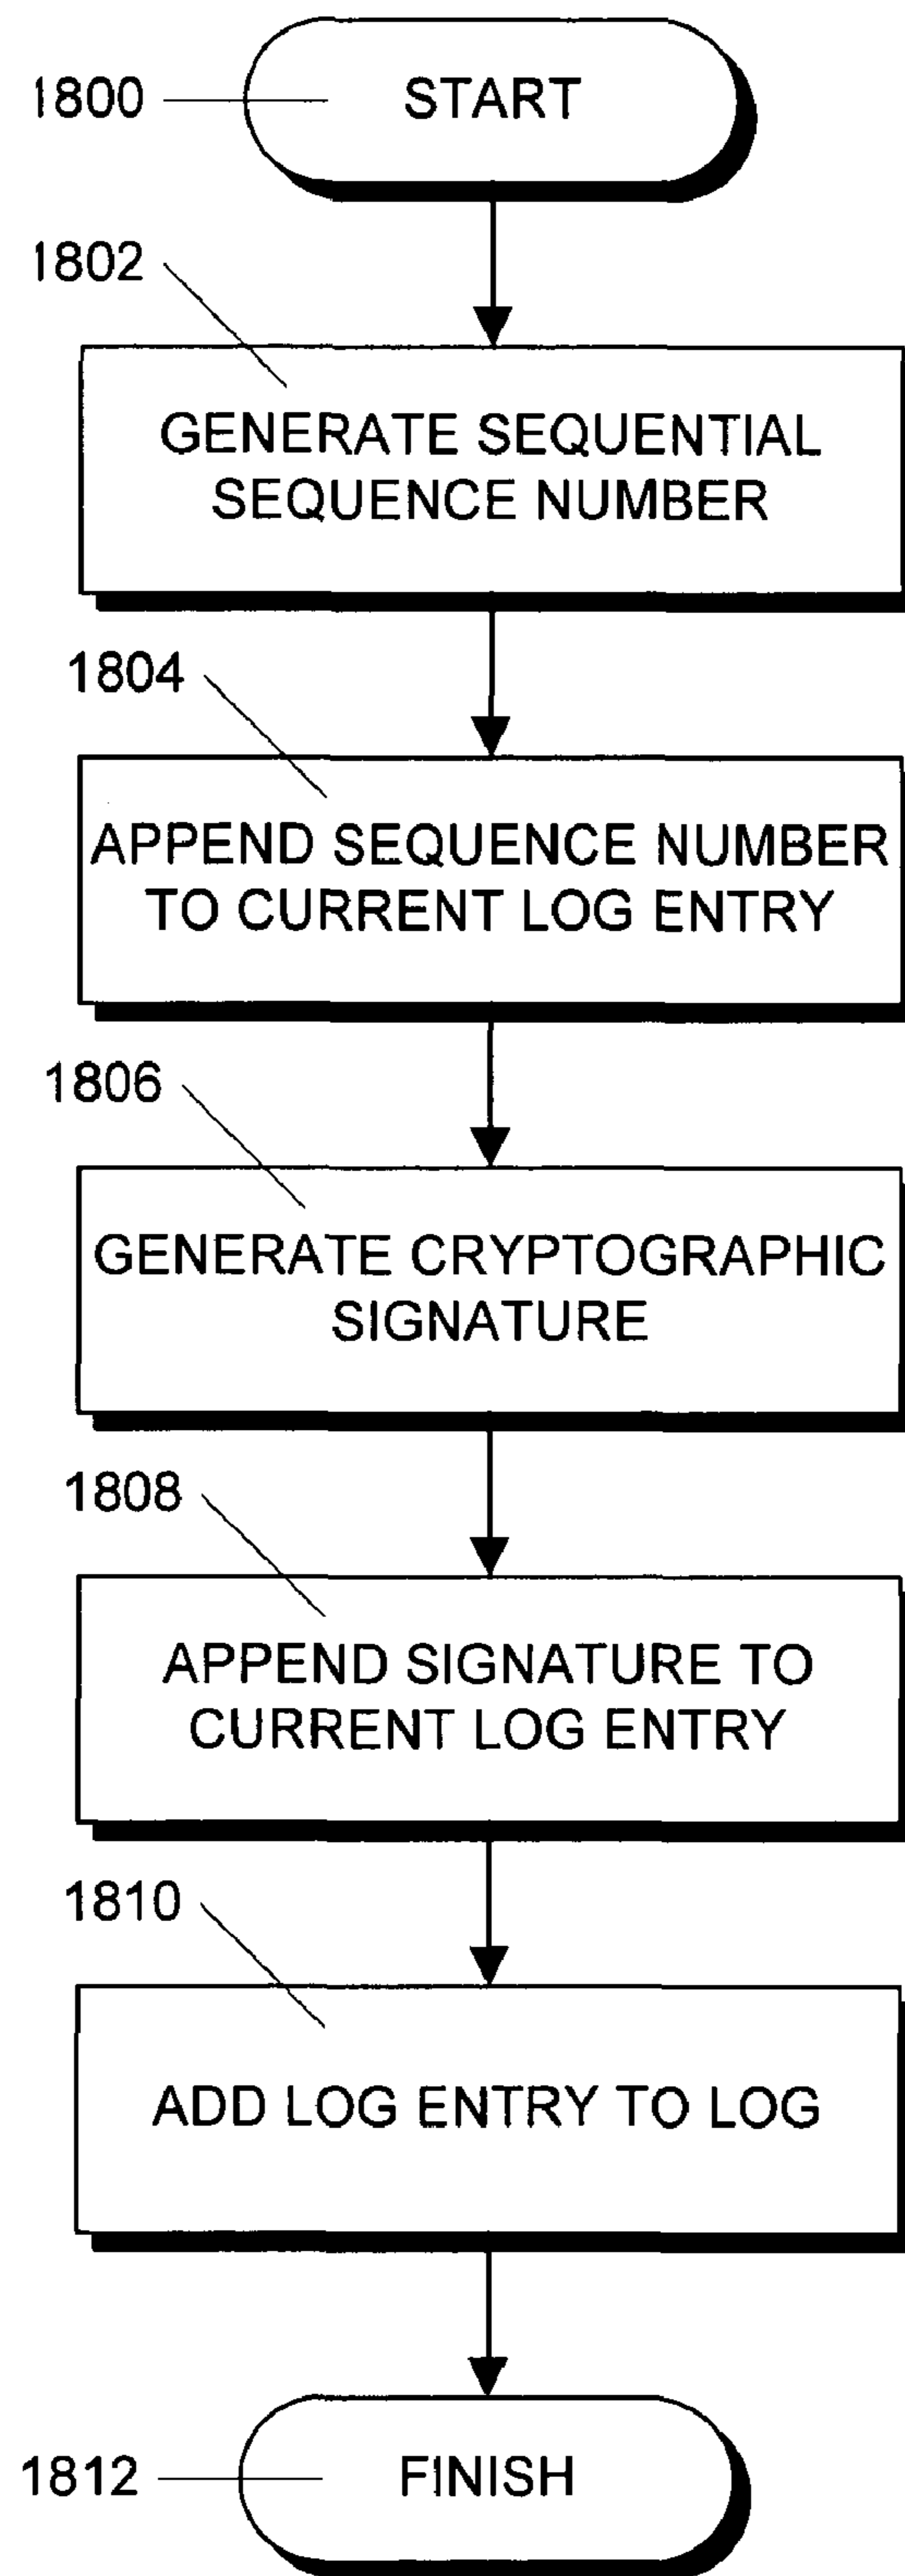 1800
START
1802
GENERATE SEQUENTIAL
SEQUENCE NUMBER
1804
APPEND SEQUENCE NUMBER
TO CURRENT LOG ENTRY
1806
GENERATE CRYPTOGRAPHIC
SIGNATURE
1808
APPEND SIGNATURE TO
CURRENT LOG ENTRY
1810
ADD LOG ENTRY TO LOG
1812
FINISH